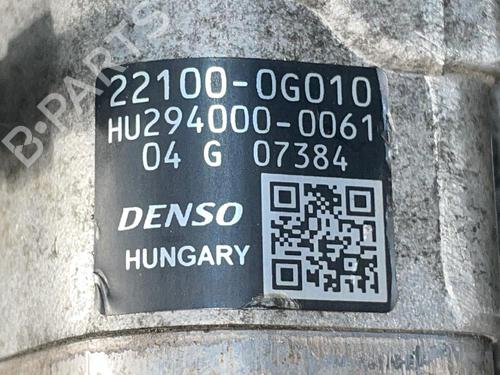 22100-0G010
HU294000-0061
04 G 07384
DENSO
HUNGARY
B-PARTS